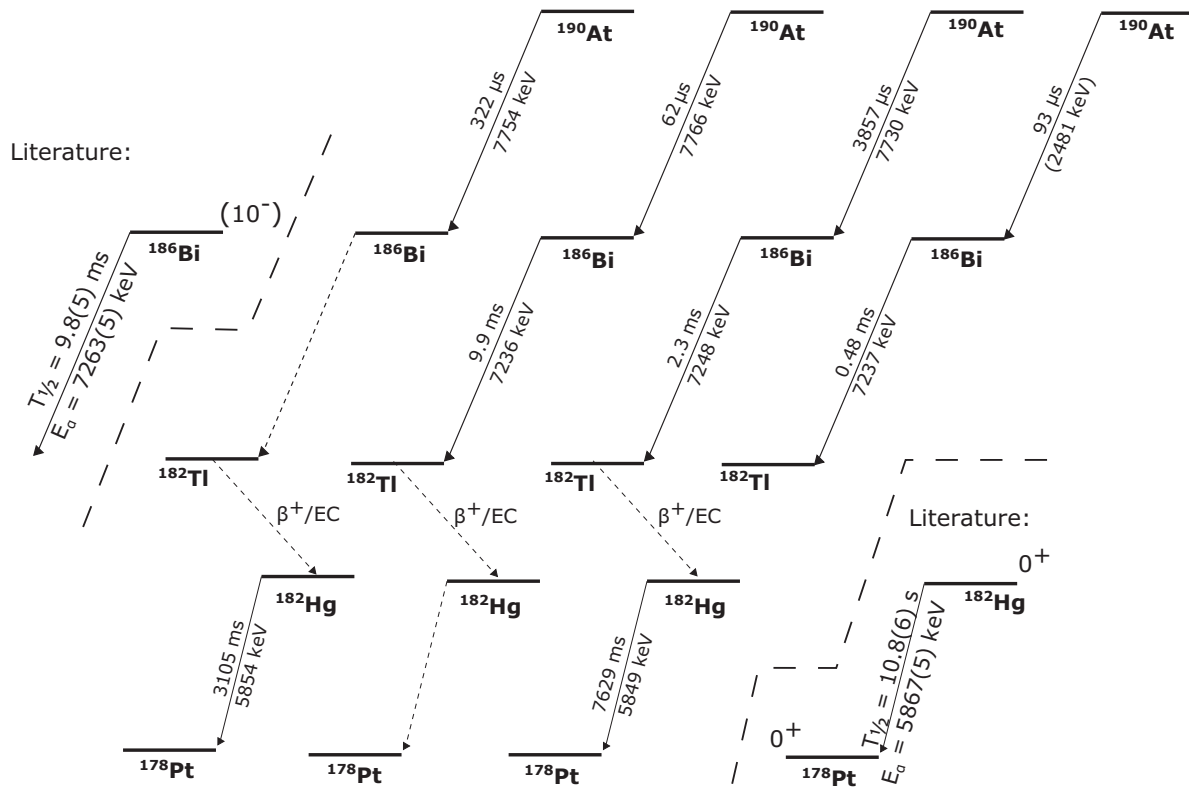 ¹⁹⁰At
¹⁹⁰At
¹⁹⁰At
¹⁹⁰At
322 μs
7754 keV
62 μs
7766 keV
3857 μs
7730 keV
93 μs
(2481 keV)
Literature:
(10⁻)
¹⁸⁶Bi
¹⁸⁶Bi
¹⁸⁶Bi
¹⁸⁶Bi
¹⁸⁶Bi
T½ = 9.8(5) ms
Eα = 7263(5) keV
9.9 ms
7236 keV
2.3 ms
7248 keV
0.48 ms
7237 keV
¹⁸²Tl
¹⁸²Tl
¹⁸²Tl
¹⁸²Tl
β⁺/EC
β⁺/EC
β⁺/EC
Literature:
0⁺
¹⁸²Hg
¹⁸²Hg
¹⁸²Hg
¹⁸²Hg
3105 ms
5854 keV
7629 ms
5849 keV
T½ = 10.8(6) s
Eα = 5867(5) keV
0⁺
¹⁷⁸Pt
¹⁷⁸Pt
¹⁷⁸Pt
¹⁷⁸Pt